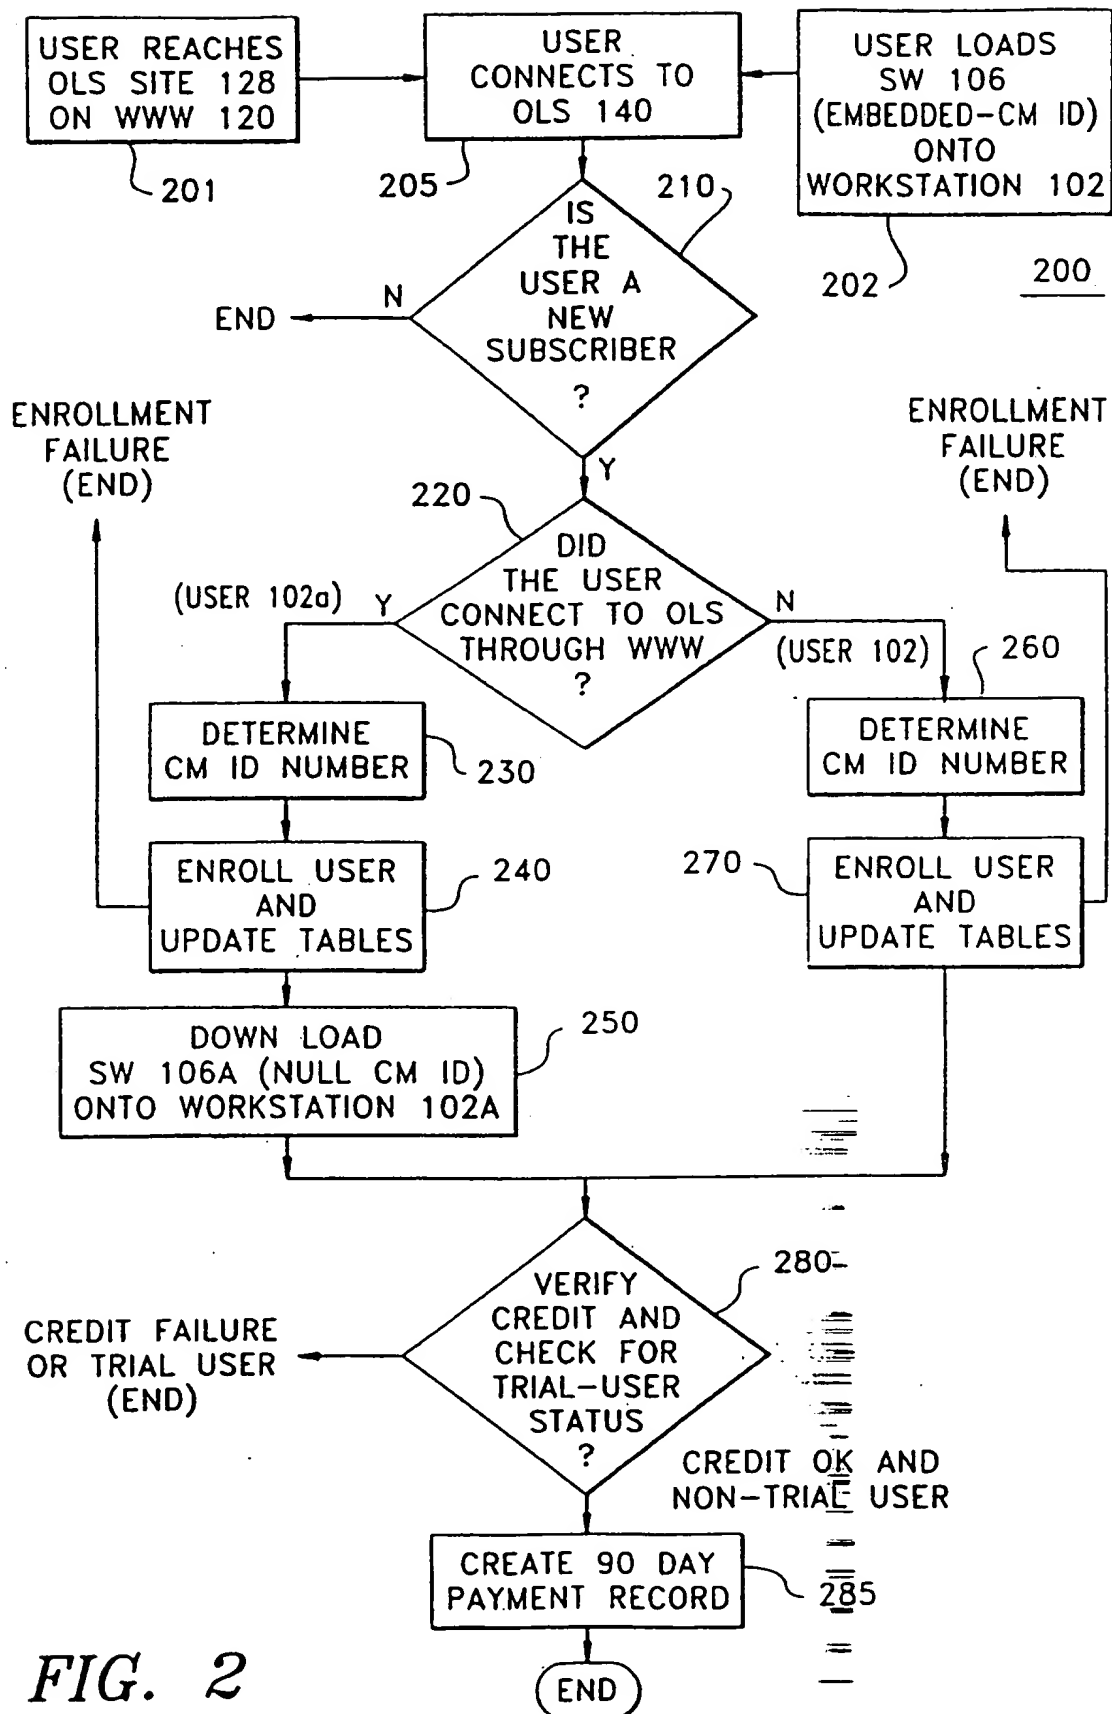 USER REACHES
OLS SITE 128
ON WWW 120
201
USER
CONNECTS TO
OLS 140
205
USER LOADS
SW 106
(EMBEDDED-CM ID)
ONTO
WORKSTATION 102
202
200
210
IS
THE
USER A
NEW
SUBSCRIBER
?
N
END
Y
ENROLLMENT
FAILURE
(END)
ENROLLMENT
FAILURE
(END)
220
DID
THE USER
CONNECT TO OLS
THROUGH WWW
?
(USER 102a)
Y
N
(USER 102)
DETERMINE
CM ID NUMBER
230
260
DETERMINE
CM ID NUMBER
ENROLL USER
AND
UPDATE TABLES
240
270
ENROLL USER
AND
UPDATE TABLES
DOWN LOAD
SW 106A (NULL CM ID)
ONTO WORKSTATION 102A
250
280
VERIFY
CREDIT AND
CHECK FOR
TRIAL-USER
STATUS
?
CREDIT FAILURE
OR TRIAL USER
(END)
CREDIT OK AND
NON-TRIAL USER
CREATE 90 DAY
PAYMENT RECORD
285
END
FIG. 2